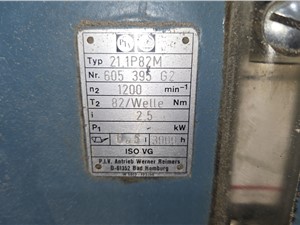 P I V
Typ 21.1P82M
Nr. 605 395 G2
n2 1200 min-1
T2 82/Welle Nm
i 2.5
P1 kW
h
ISO VG
P.I.V. Antrieb Werner Reimers
D-61352 Bad Homburg